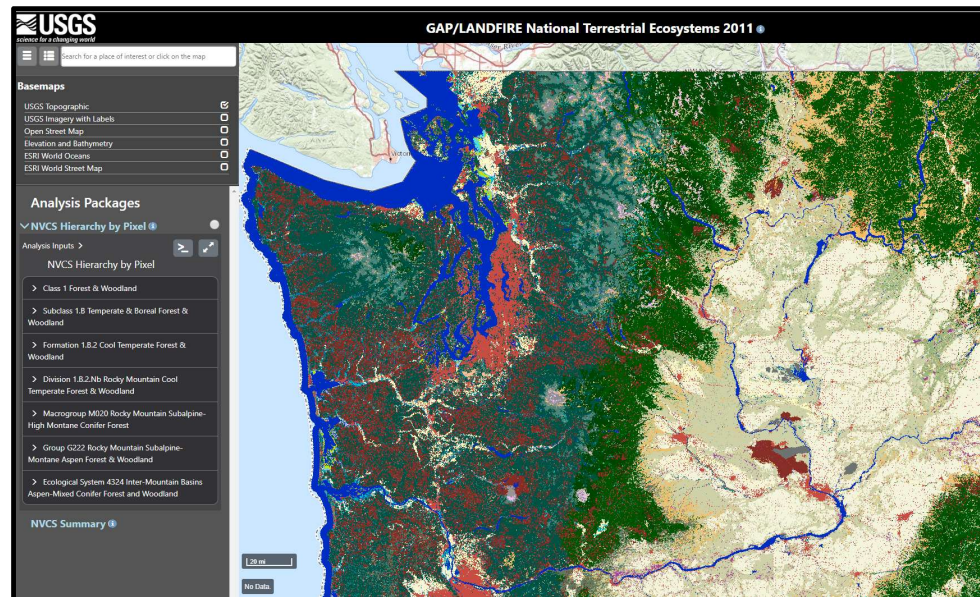 USGS
science for a changing world
GAP/LANDFIRE National Terrestrial Ecosystems 2011
Search for a place of interest or click on the map
Basemaps
USGS Topographic
USGS Imagery with Labels
Open Street Map
Elevation and Bathymetry
ESRI World Oceans
ESRI World Street Map
Analysis Packages
NVCS Hierarchy by Pixel
Analysis Inputs >
NVCS Hierarchy by Pixel
> Class 1 Forest & Woodland
> Subclass 1.B Temperate & Boreal Forest &
Woodland
> Formation 1.B.2 Cool Temperate Forest &
Woodland
> Division 1.B.2.Nb Rocky Mountain Cool
Temperate Forest & Woodland
> Macrogroup M020 Rocky Mountain Subalpine-
High Montane Conifer Forest
> Group G222 Rocky Mountain Subalpine-
Montane Aspen Forest & Woodland
> Ecological System 4324 Inter-Mountain Basins
Aspen-Mixed Conifer Forest and Woodland
NVCS Summary
20 mi
No Data